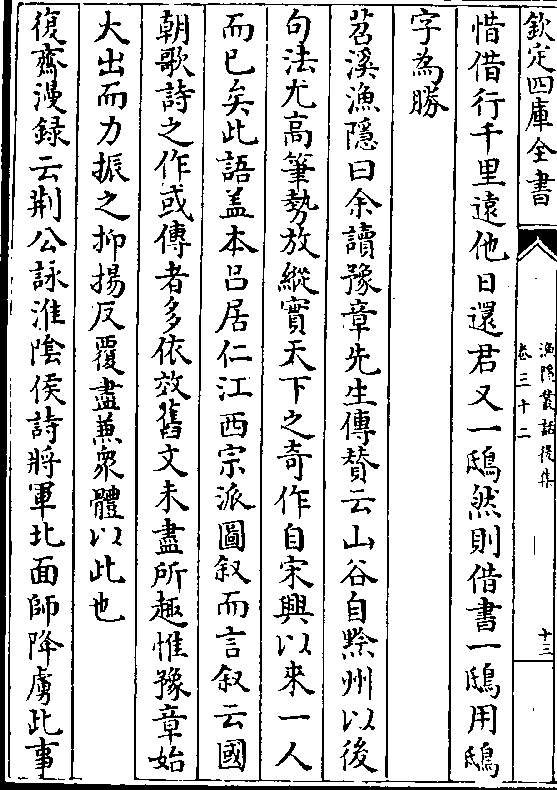 欽定四庫全書
漁隱叢話後集
卷三十二
十三
惜借行千里遠他日還君又一鴟然則借書一鴟用鴟
字為勝
苕溪漁隱曰余讀豫章先生傳贊云山谷自黔州以後
句法尤高筆勢放縱實天下之奇作自宋興以來一人
而已矣此語盖本吕居仁江西宗派圖叙而言叙云國
朝歌詩之作或傳者多依效舊文未盡所趣惟豫章始
大出而力振之抑揚反覆盡兼衆體以此也
復齋漫録云荆公詠淮陰侯詩將軍北面師降虜此事